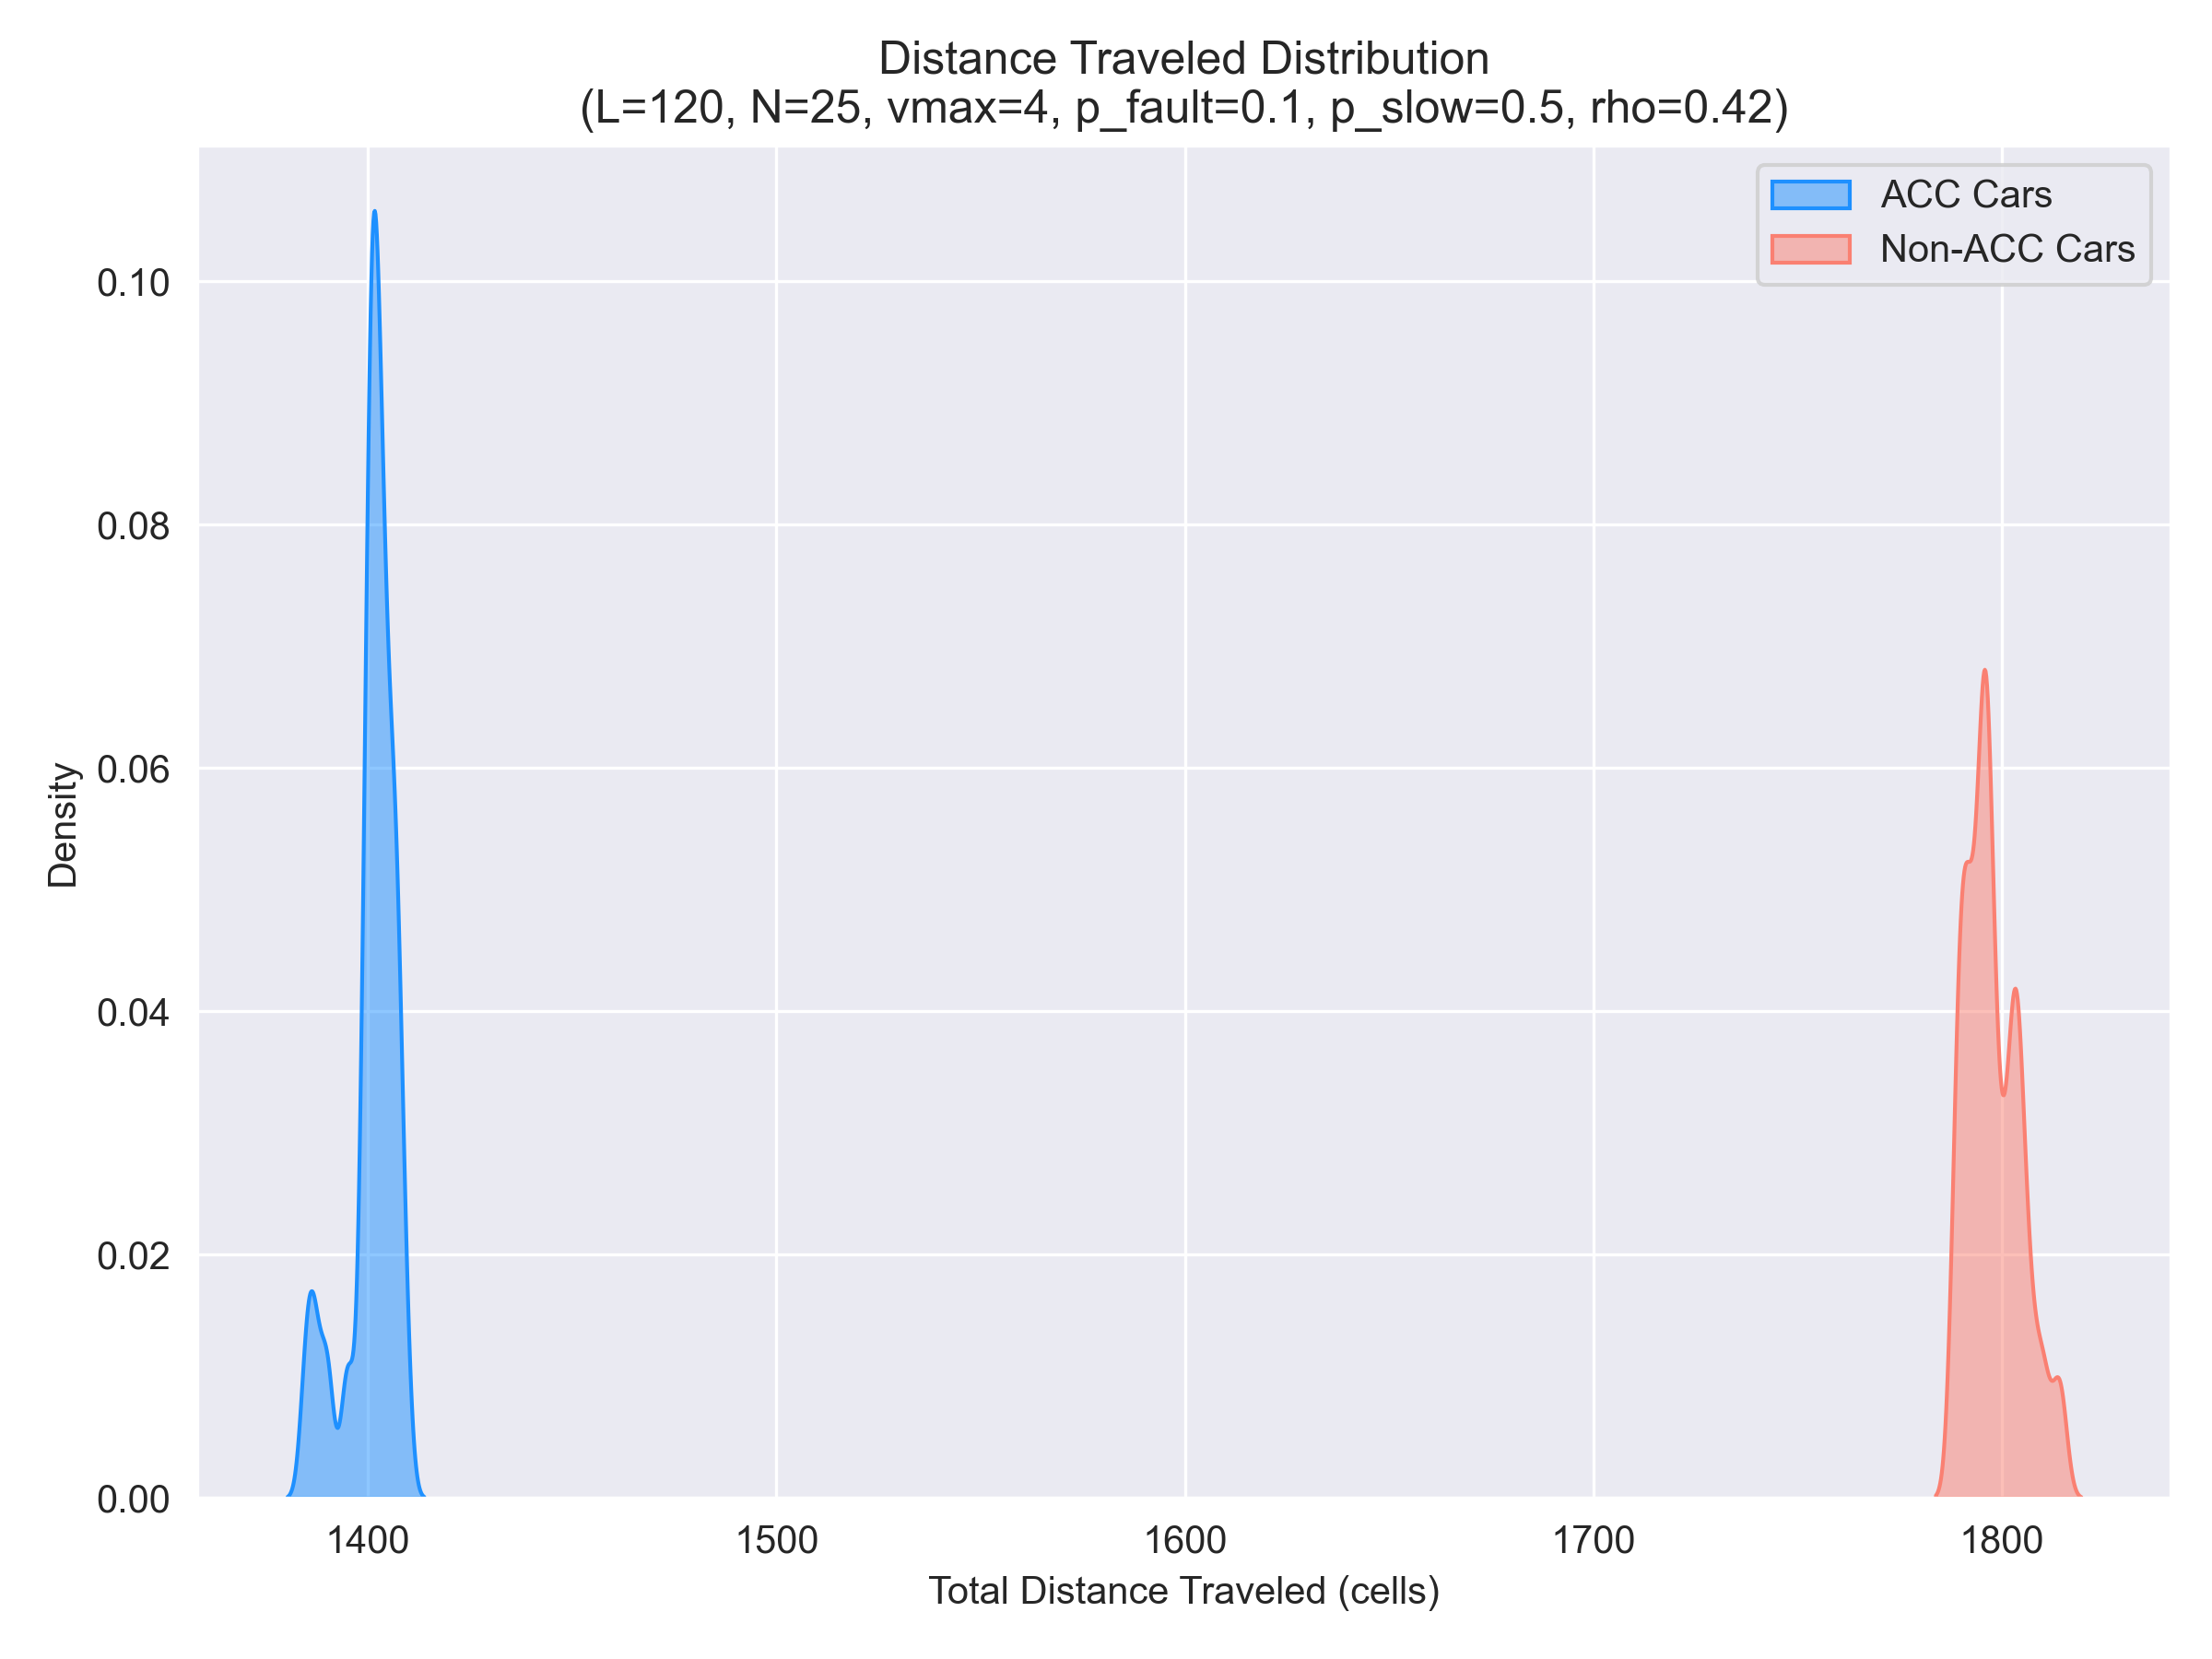 Distance Traveled Distribution
(L=120, N=25, vmax=4, p_fault=0.1, p_slow=0.5, rho=0.42)
ACC Cars
Non-ACC Cars
Density
0.10
0.08
0.06
0.04
0.02
0.00
1400 1500 1600 1700 1800
Total Distance Traveled (cells)